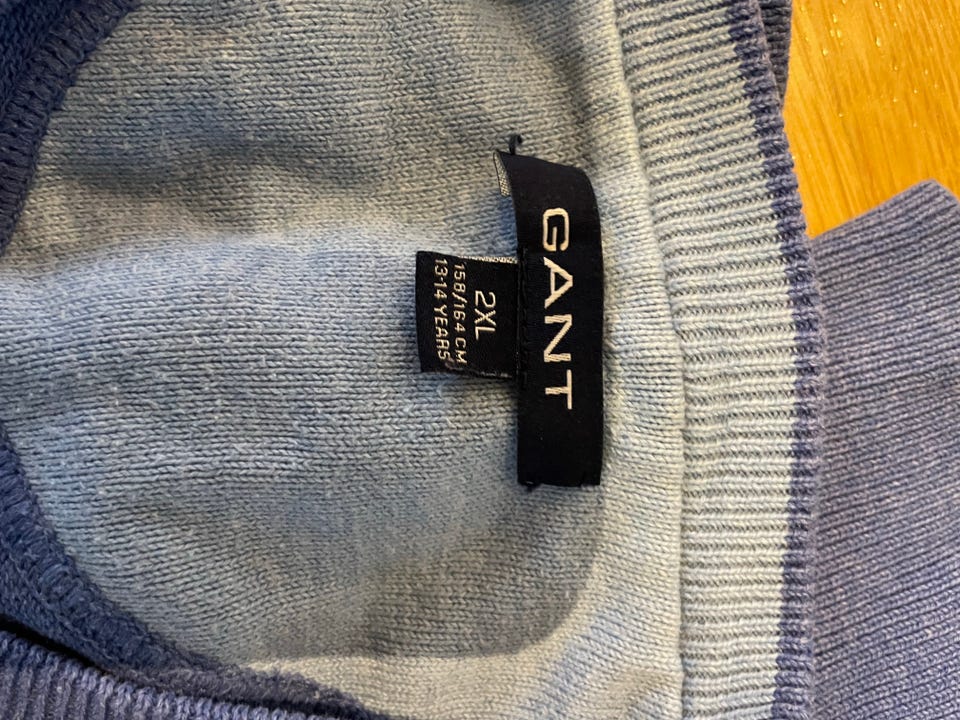 GANT
2XL
158/164 CM
13-14 YEARS